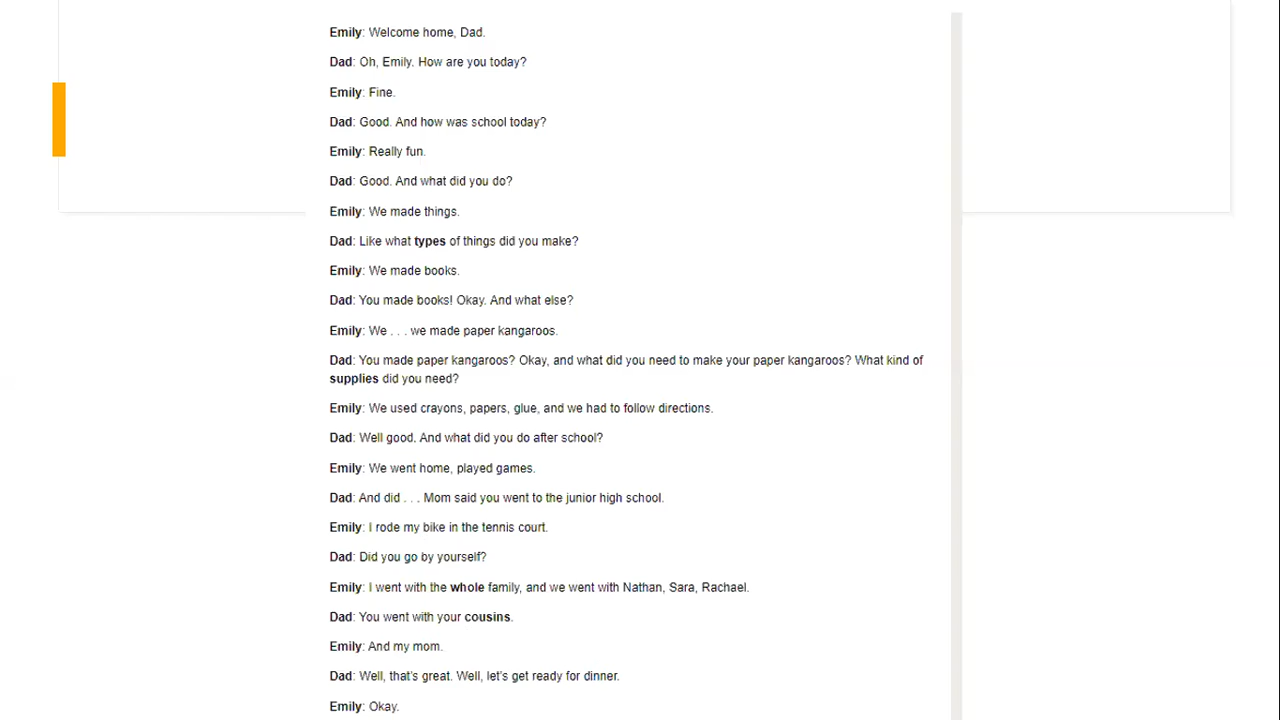 Emily: Welcome home, Dad.
Dad: Oh, Emily. How are you today?
Emily: Fine.
Dad: Good. And how was school today?
Emily: Really fun.
Dad: Good. And what did you do?
Emily: We made things.
Dad: Like what types of things did you make?
Emily: We made books.
Dad: You made books! Okay. And what else?
Emily: We . . . we made paper kangaroos.
Dad: You made paper kangaroos? Okay, and what did you need to make your paper kangaroos? What kind of
supplies did you need?
Emily: We used crayons, papers, glue, and we had to follow directions.
Dad: Well good. And what did you do after school?
Emily: We went home, played games.
Dad: And did . . . Mom said you went to the junior high school.
Emily: I rode my bike in the tennis court.
Dad: Did you go by yourself?
Emily: I went with the whole family, and we went with Nathan, Sara, Rachael.
Dad: You went with your cousins.
Emily: And my mom.
Dad: Well, that's great. Well, let's get ready for dinner.
Emily: Okay.